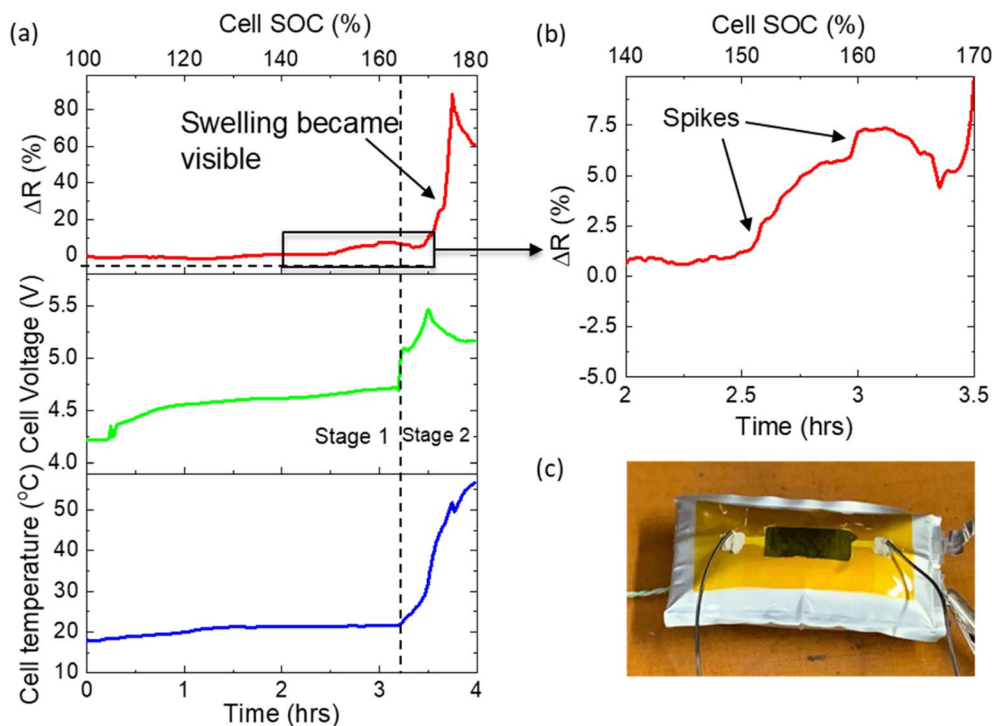 (a)
Cell SOC (%)
100 120 140 160 180
ΔR (%)
80
60
40
20
0
Swelling became
visible
Cell Voltage (V)
5.5
5.0
4.5
4.0
Stage 1 Stage 2
Cell temperature (°C)
50
40
30
20
10
0 1 2 3 4
Time (hrs)
(b)
Cell SOC (%)
140 150 160 170
ΔR (%)
7.5
5.0
2.5
0.0
-2.5
-5.0
Spikes
2 2.5 3 3.5
Time (hrs)
(c)